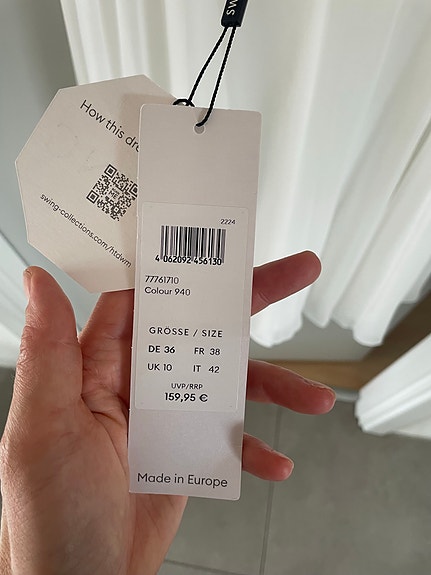 SW
How this dre
swing-collections.com/htdwm
2224
4 062092 456130
77761710
Colour 940
GRÖSSE / SIZE
DE 36 FR 38
UK 10 IT 42
UVP/RRP
159,95 €
Made in Europe